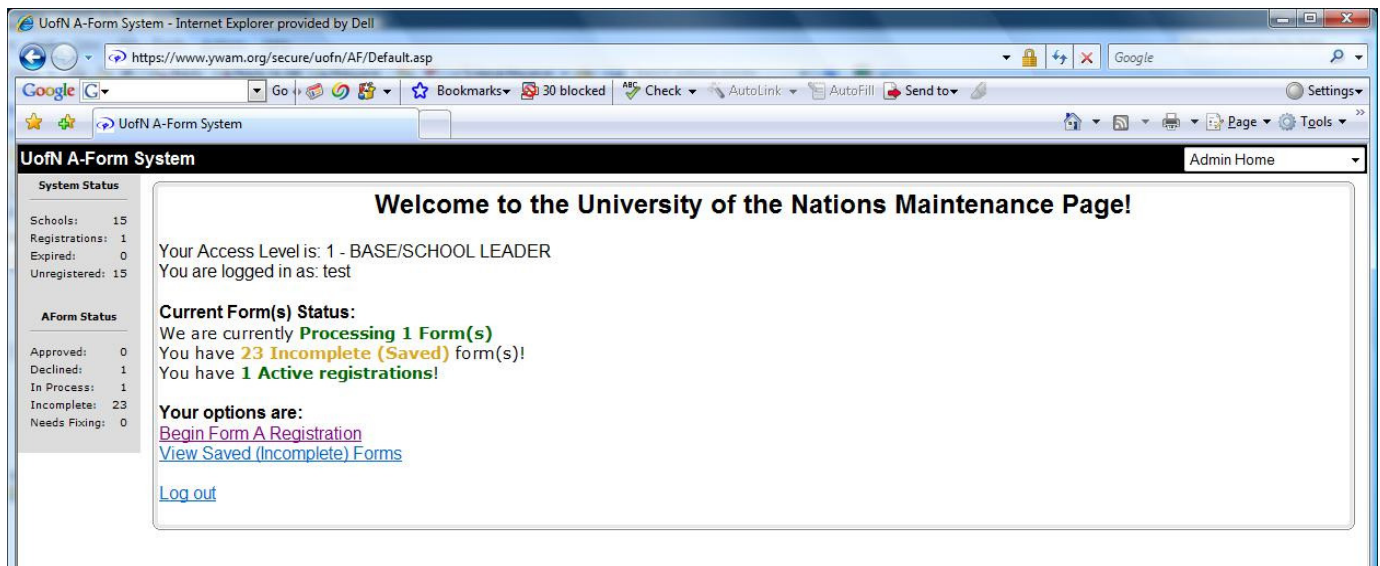 UofN A-Form System - Internet Explorer provided by Dell
https://www.ywam.org/secure/uofn/AF/Default.asp
Google
Google G Go Bookmarks 30 blocked ABC Check AutoLink AutoFill Send to Settings
UofN A-Form System Page Tools
UofN A-Form System Admin Home
System Status
Schools: 15
Registrations: 1
Expired: 0
Unregistered: 15
AForm Status
Approved: 0
Declined: 1
In Process: 1
Incomplete: 23
Needs Fixing: 0
Welcome to the University of the Nations Maintenance Page!
Your Access Level is: 1 - BASE/SCHOOL LEADER
You are logged in as: test
Current Form(s) Status:
We are currently Processing 1 Form(s)
You have 23 Incomplete (Saved) form(s)!
You have 1 Active registrations!
Your options are:
Begin Form A Registration
View Saved (Incomplete) Forms
Log out